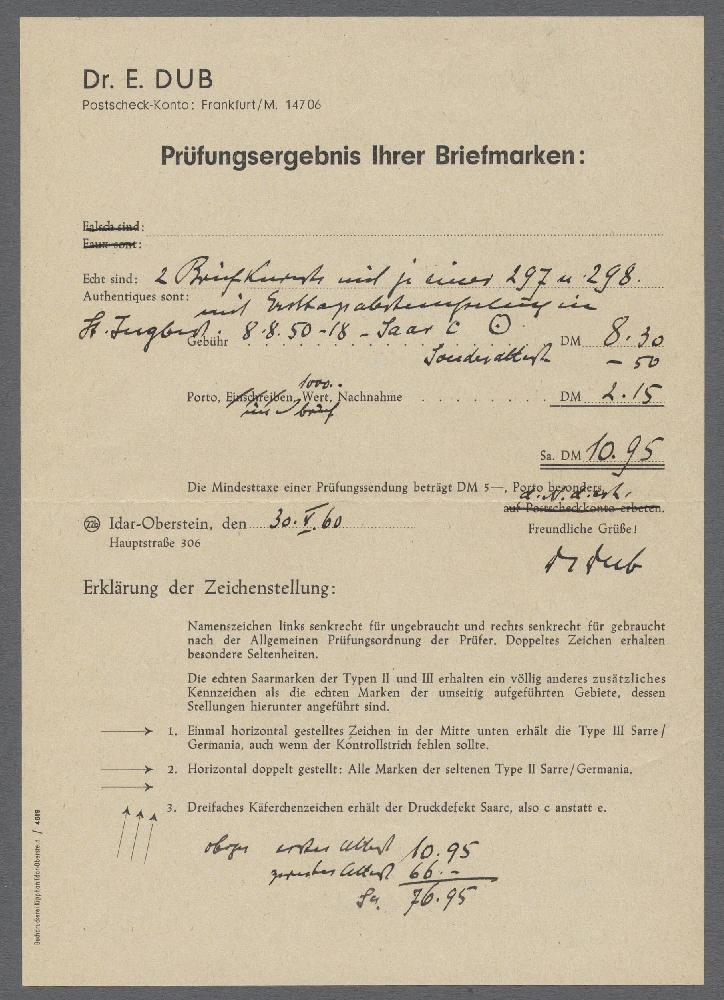 Dr. E. DUB
Postscheck-Konto: Frankfurt/M. 14706
Prüfungsergebnis Ihrer Briefmarken:
Falsch sind:
Faux sont:
Echt sind: 2 mit je einer 297 u. 298.
Authentiques sont: mit Ersttagsabstempelung in
St. Ingbert. 8.8.50-18 - Saar c
Gebühr DM 8.30
Sonderattest - 50
1000.-
Porto, Einschreiben, Wert, Nachnahme DM 2.15
Sa. DM 10.95
Die Mindesttaxe einer Prüfungssendung beträgt DM 5—, Porto besonders,
auf Postscheckkonto erbeten.
22b Idar-Oberstein, den 30.V.60
Freundliche Grüße!
Hauptstraße 306
Dr Dub
Erklärung der Zeichenstellung:
Namenszeichen links senkrecht für ungebraucht und rechts senkrecht für gebraucht
nach der Allgemeinen Prüfungsordnung der Prüfer. Doppeltes Zeichen erhalten
besondere Seltenheiten.
Die echten Saarmarken der Typen II und III erhalten ein völlig anderes zusätzliches
Kennzeichen als die echten Marken der umseitig aufgeführten Gebiete, dessen
Stellungen hierunter angeführt sind.
1. Einmal horizontal gestelltes Zeichen in der Mitte unten erhält die Type III Sarre/
Germania, auch wenn der Kontrollstrich fehlen sollte.
2. Horizontal doppelt gestellt: Alle Marken der seltenen Type II Sarre/Germania.
3. Dreifaches Käferchenzeichen erhält der Druckdefekt Saarc, also c anstatt e.
erstes Attest 10.95
zweites Attest 66.-
Sa. 76.95